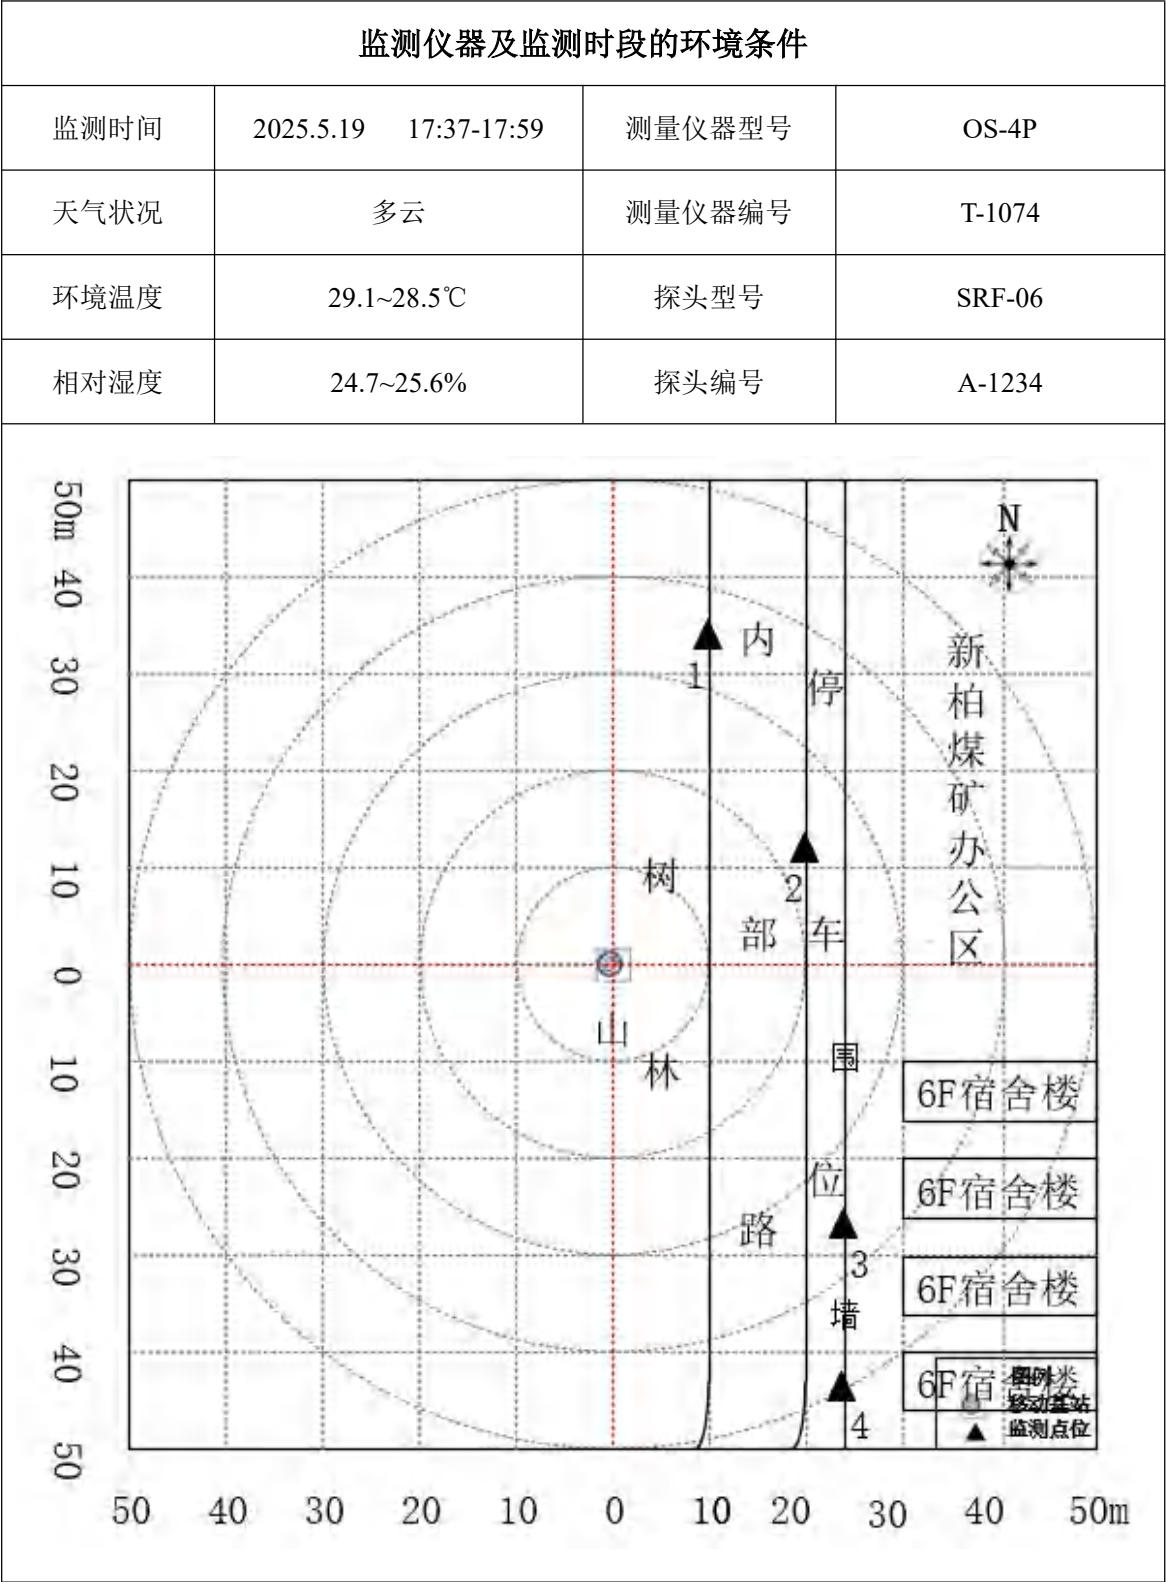 监测仪器及监测时段的环境条件
监测时间 2025.5.19 17:37-17:59 测量仪器型号 OS-4P
天气状况 多云 测量仪器编号 T-1074
环境温度 29.1~28.5℃ 探头型号 SRF-06
相对湿度 24.7~25.6% 探头编号 A-1234
50m
40
30
20
10
0
10
20
30
40
50
N
新柏煤矿办公区
内部路
停车位
围墙
树林
山
1
2
3
4
6F宿舍楼
6F宿舍楼
6F宿舍楼
6F宿舍楼
图例
移动基站
监测点位
50 40 30 20 10 0 10 20 30 40 50m